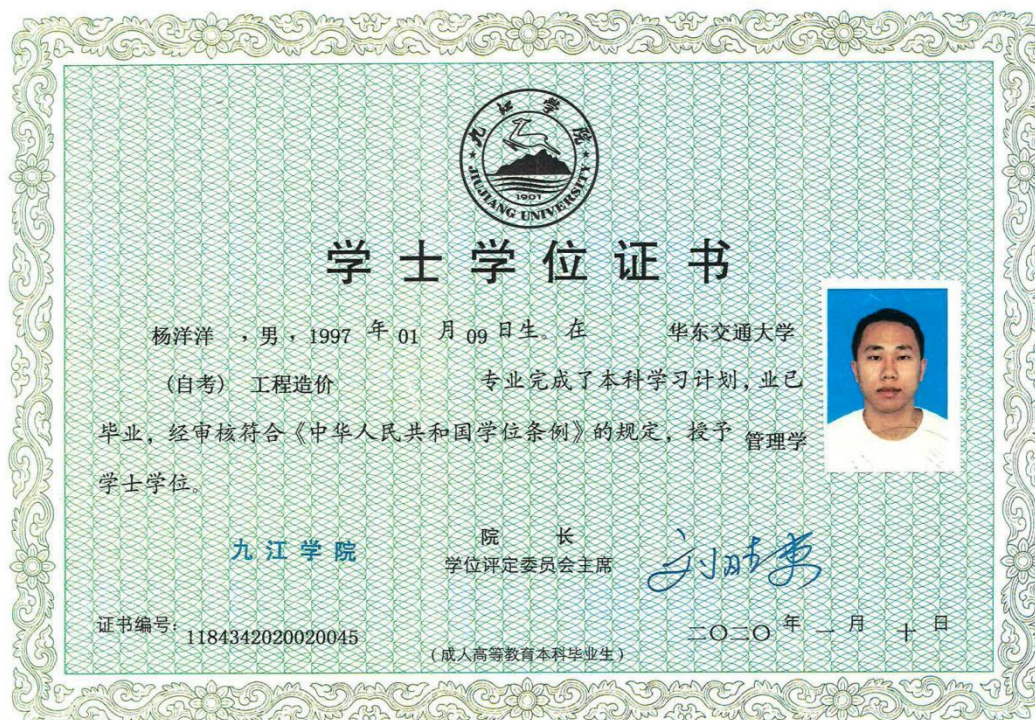 九江学院
JIUJIANG UNIVERSITY
1901
学士学位证书
杨洋洋 ，男，1997 年 01 月 09 日生。在 华东交通大学
（自考） 工程造价 专业完成了本科学习计划，业已
毕业，经审核符合《中华人民共和国学位条例》的规定，授予 管理学
学士学位。
九江学院
院 长
学位评定委员会主席
证书编号：1184342020020045
二〇二〇 年 一 月 十 日
（成人高等教育本科毕业生）